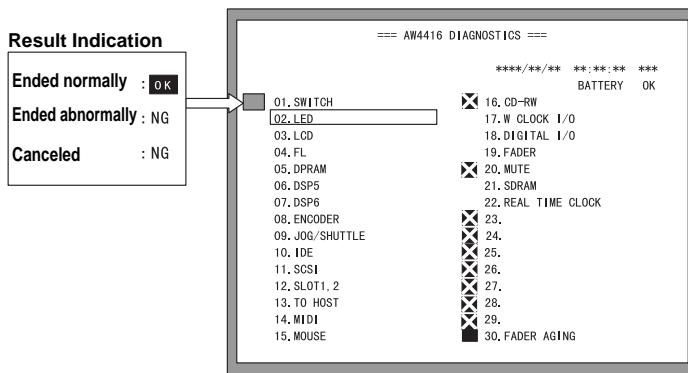 Result Indication
Ended normally : OK
Ended abnormally : NG
Canceled : NG
=== AW4416 DIAGNOSTICS ===
****/**/** **:**:** ***
BATTERY OK
01. SWITCH
02. LED
03. LCD
04. FL
05. DPRAM
06. DSP5
07. DSP6
08. ENCODER
09. JOG/SHUTTLE
10. IDE
11. SCSI
12. SLOT1, 2
13. TO HOST
14. MIDI
15. MOUSE
16. CD-RW
17. W CLOCK I/O
18. DIGITAL I/O
19. FADER
20. MUTE
21. SDRAM
22. REAL TIME CLOCK
23.
24.
25.
26.
27.
28.
29.
30. FADER AGING